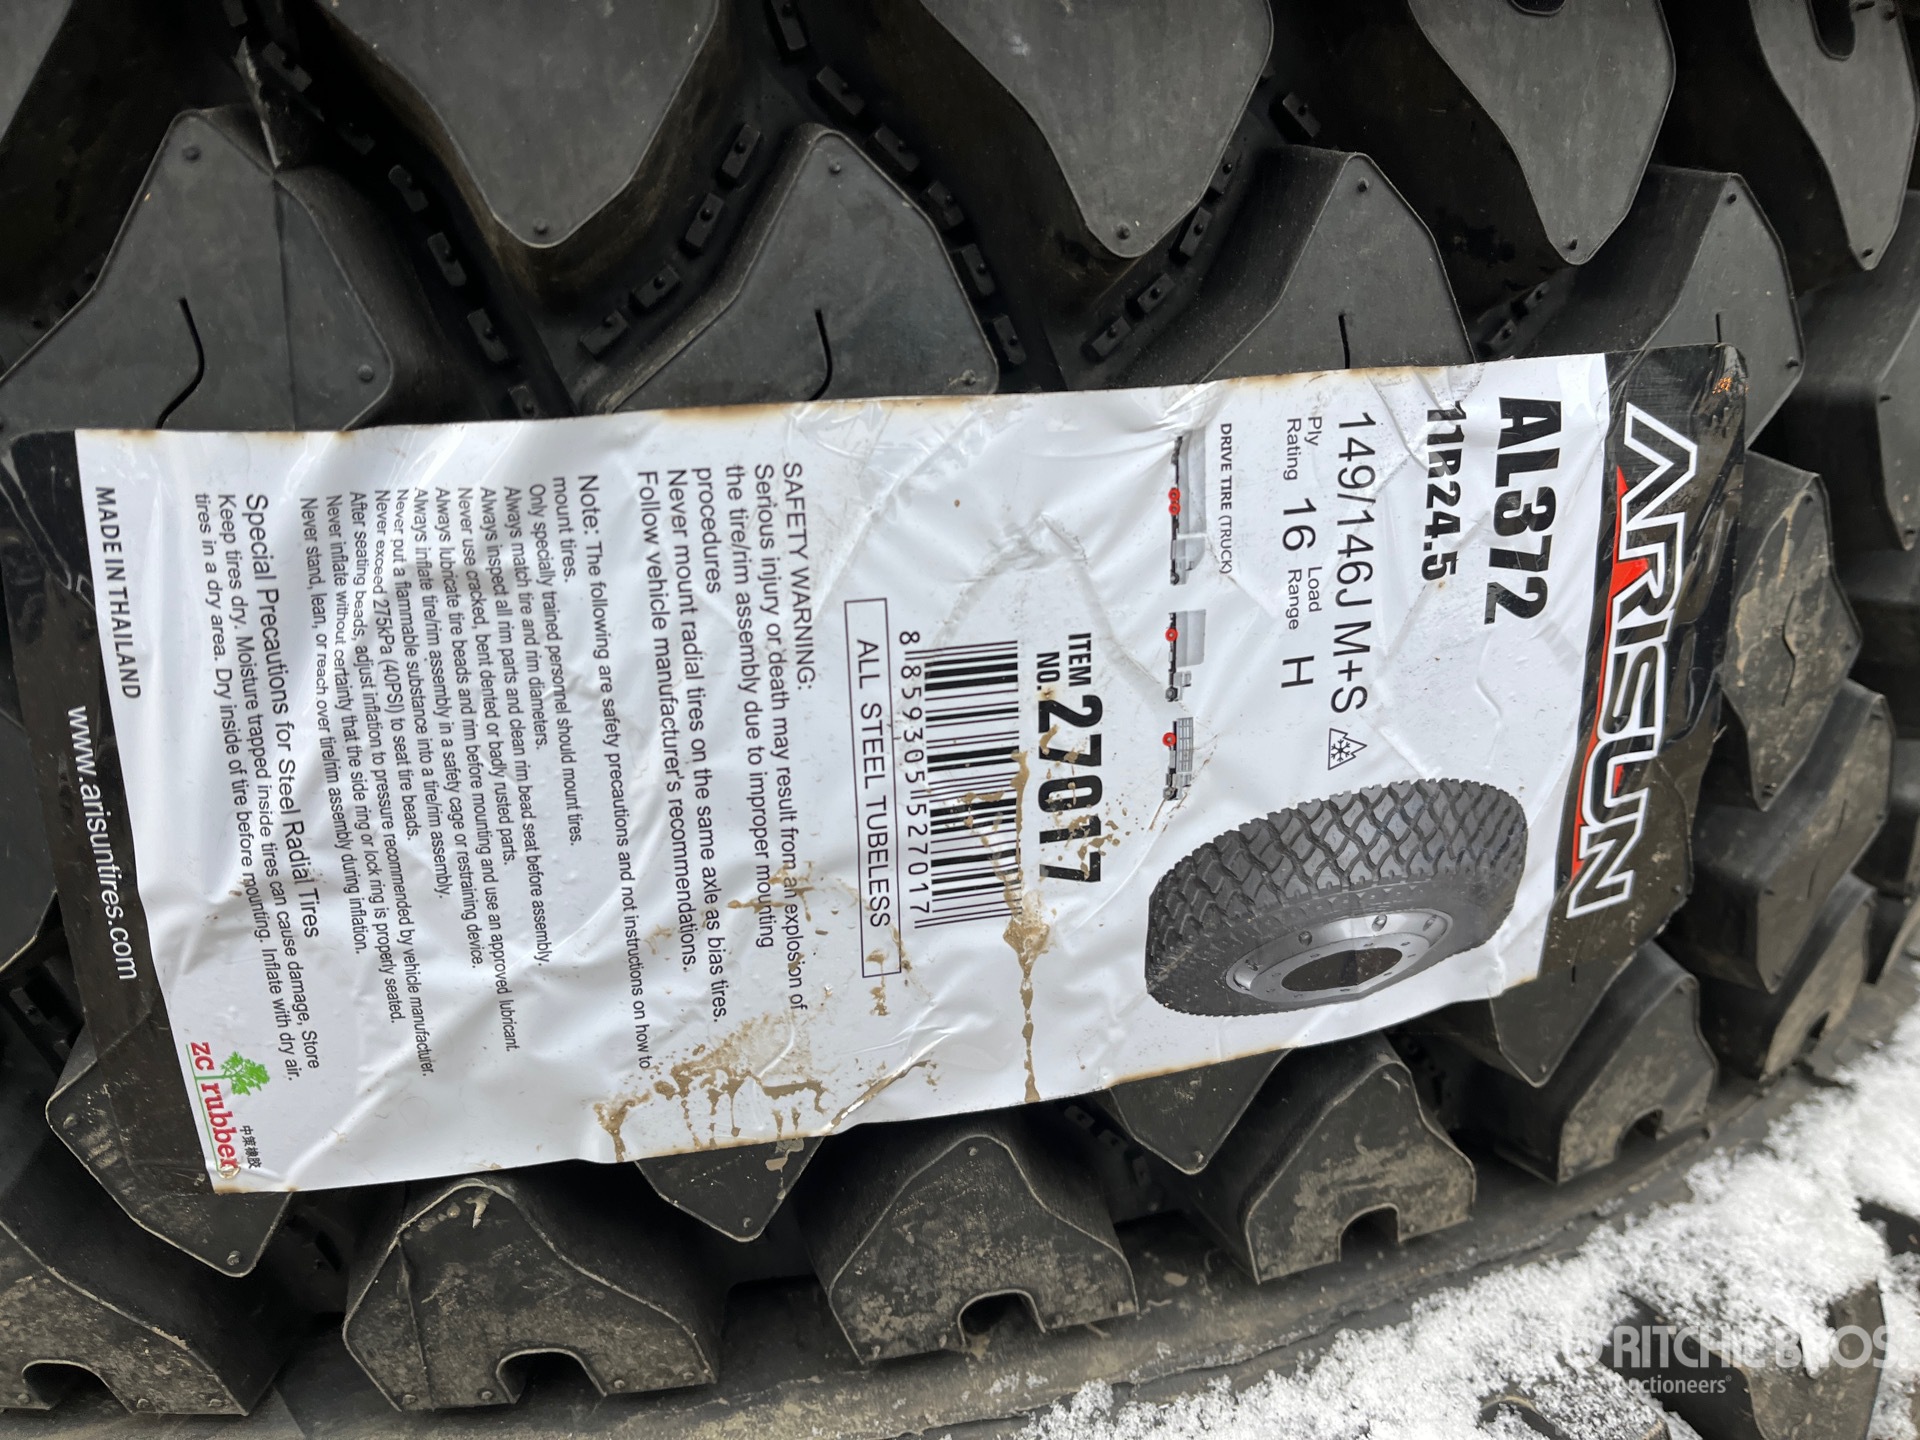 ARISUN
AL372
11R24.5
149/146J M+S
Ply Rating 16 Load Range H
DRIVE TIRE (TRUCK)
ITEM NO. 27017
8 85930515 27017
ALL STEEL TUBELESS
SAFETY WARNING:
Serious injury or death may result from an explosion of
the tire/rim assembly due to improper mounting
procedures
Never mount radial tires on the same axle as bias tires.
Follow vehicle manufacturer's recommendations.
Note: The following are safety precautions and not instructions on how to
mount tires.
Only specially trained personnel should mount tires.
Always match tire and rim diameters.
Always inspect all rim parts and clean rim bead seat before assembly.
Never use cracked, bent dented or badly rusted parts.
Always lubricate tire beads and rim before mounting and use an approved lubricant.
Always inflate tire/rim assembly in a safety cage or restraining device.
Never put a flammable substance into a tire/rim assembly.
Never exceed 275kPa (40PSI) to seat tire beads.
After seating beads, adjust inflation to pressure recommended by vehicle manufacturer.
Never inflate without certainty that the side ring or lock ring is properly seated.
Never stand, lean, or reach over tire/rim assembly during inflation.
Special Precautions for Steel Radial Tires
Keep tires dry. Moisture trapped inside tires can cause damage, Store
tires in a dry area. Dry inside of tire before mounting. Inflate with dry air.
zc rubber
中策橡胶
MADE IN THAILAND
www.arisuntires.com
RITCHIE BROS
Auctioneers